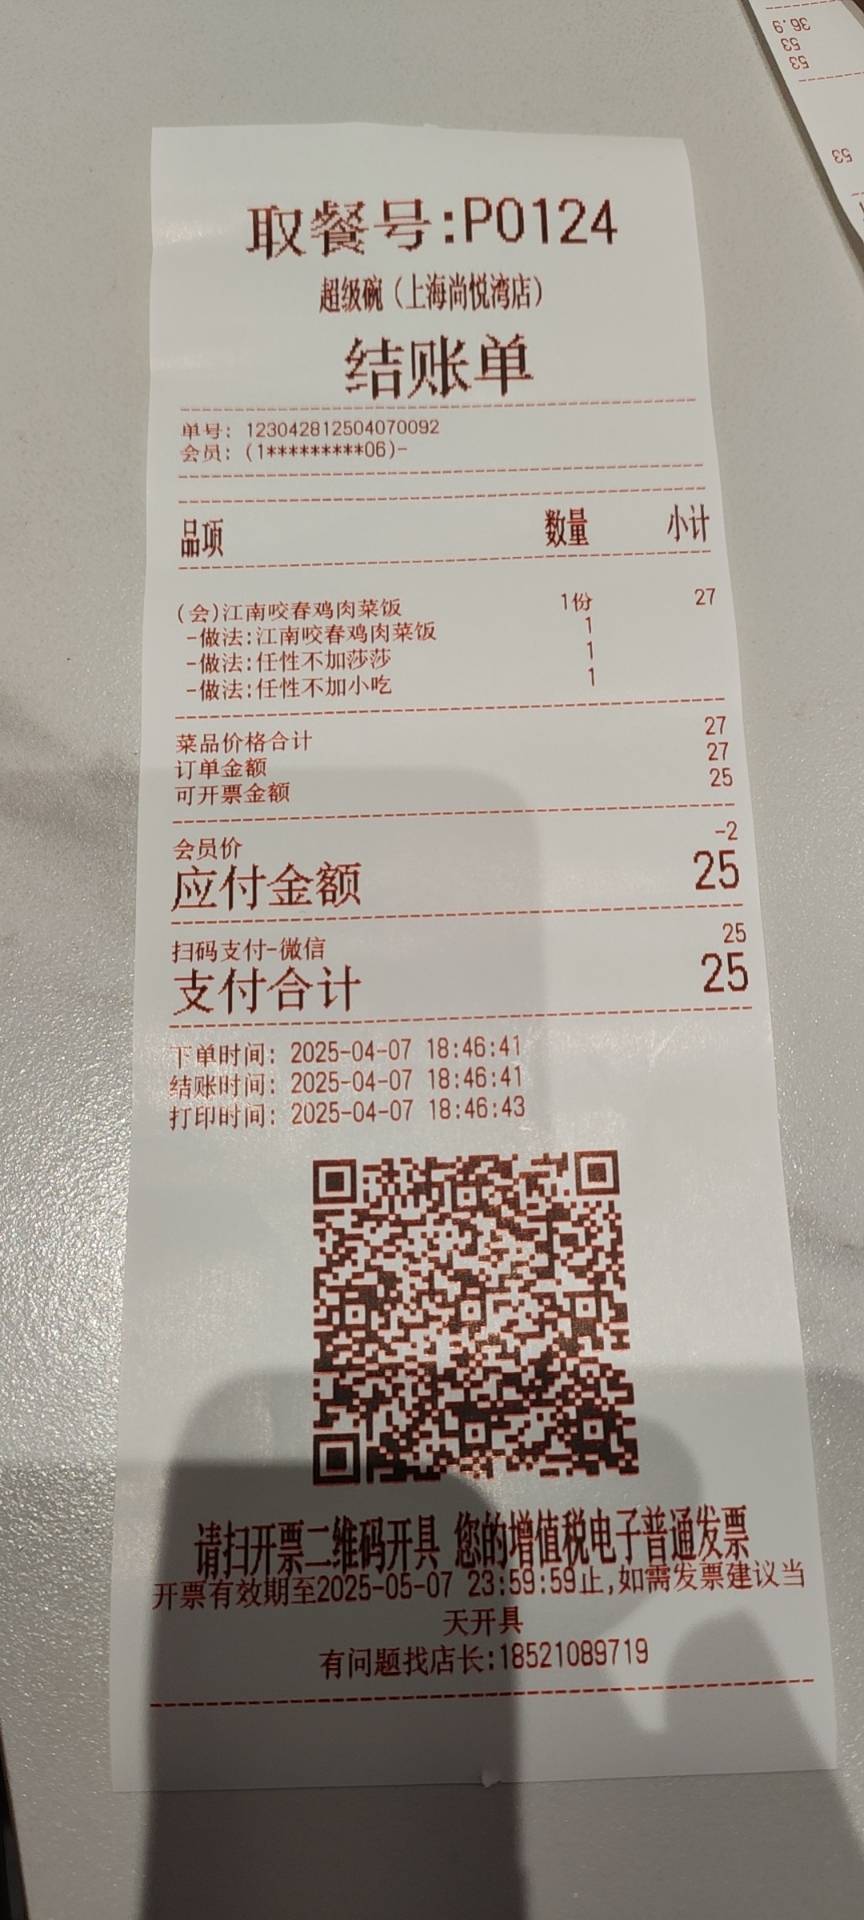 取餐号:P0124
超级碗（上海尚悦湾店）
结账单
单号: 123042812504070092
会员: (1*********06)-
品项 数量 小计
(会)江南咬春鸡肉菜饭 1份 27
-做法:江南咬春鸡肉菜饭 1
-做法:任性不加莎莎 1
-做法:任性不加小吃 1
菜品价格合计 27
订单金额 27
可开票金额 25
会员价 -2
应付金额 25
扫码支付-微信 25
支付合计 25
下单时间: 2025-04-07 18:46:41
结账时间: 2025-04-07 18:46:41
打印时间: 2025-04-07 18:46:43
请扫开票二维码开具 您的增值税电子普通发票
开票有效期至2025-05-07 23:59:59止,如需发票建议当
天开具
有问题找店长:18521089719
36.9
53
53
53